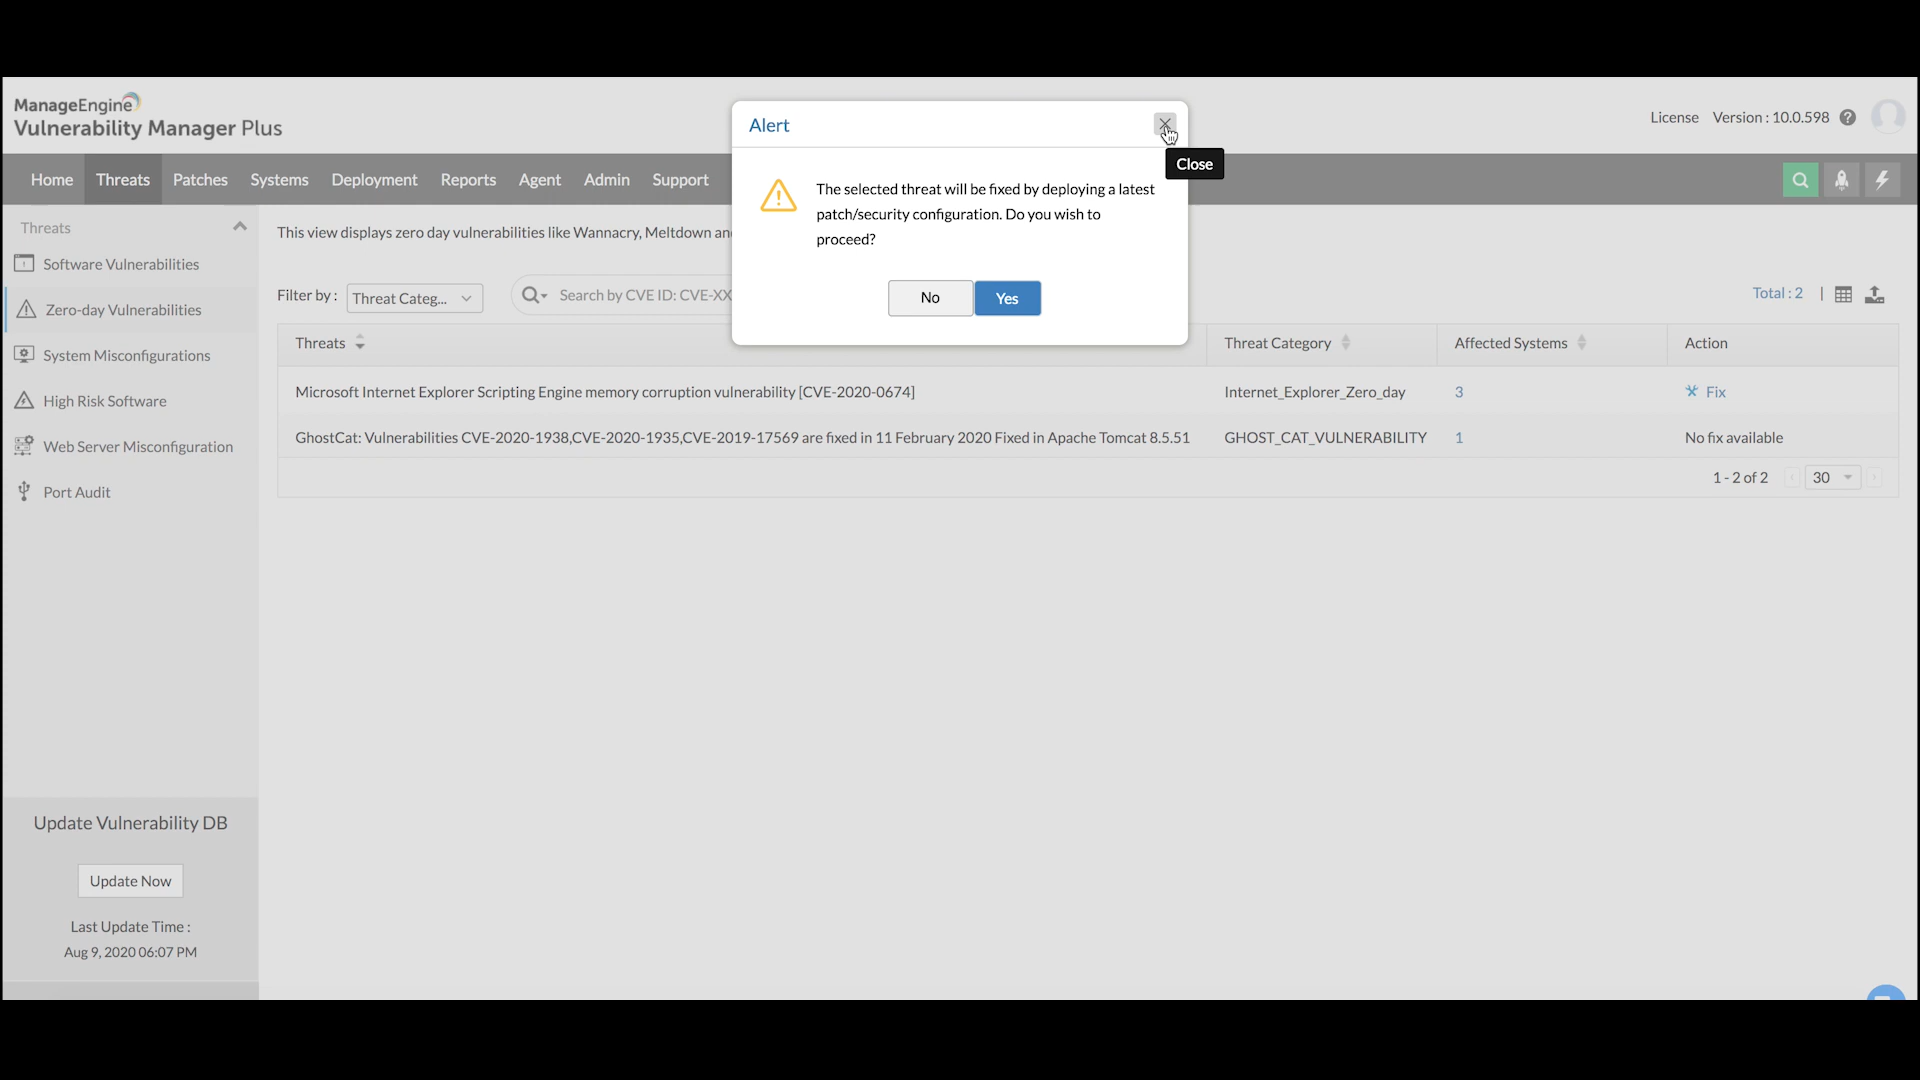 ManageEngine
Vulnerability Manager Plus
License Version : 10.0.598 ?
Home Threats Patches Systems Deployment Reports Agent Admin Support
Alert
Close
The selected threat will be fixed by deploying a latest
patch/security configuration. Do you wish to
proceed?
No Yes
Threats
Software Vulnerabilities
Zero-day Vulnerabilities
System Misconfigurations
High Risk Software
Web Server Misconfiguration
Port Audit
This view displays zero day vulnerabilities like Wannacry, Meltdown
Filter by : Threat Categ... Search by CVE ID: CVE-XX
Total : 2
Threats Threat Category Affected Systems Action
Microsoft Internet Explorer Scripting Engine memory corruption vulnerability [CVE-2020-0674] Internet_Explorer_Zero_day 3 Fix
GhostCat: Vulnerabilities CVE-2020-1938,CVE-2020-1935,CVE-2019-17569 are fixed in 11 February 2020 Fixed in Apache Tomcat 8.5.51 GHOST_CAT_VULNERABILITY 1 No fix available
1 - 2 of 2 30
Update Vulnerability DB
Update Now
Last Update Time :
Aug 9, 2020 06:07 PM